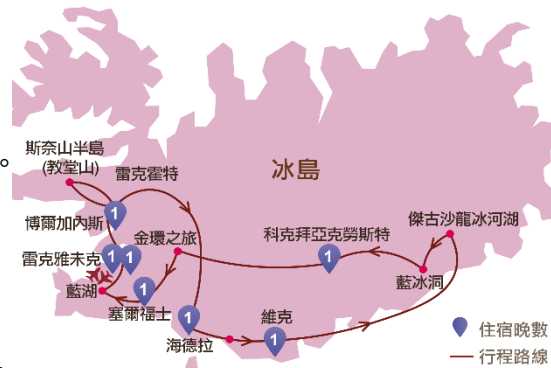 斯奈山半島
(教堂山)
雷克霍特
冰島
博爾加內斯
1
傑古沙龍冰河湖
科克拜亞克勞斯特
金環之旅
雷克雅未克
1
1
1
藍冰洞
藍湖
1
塞爾福士
1
維克
1
海德拉
住宿晚數
行程路線